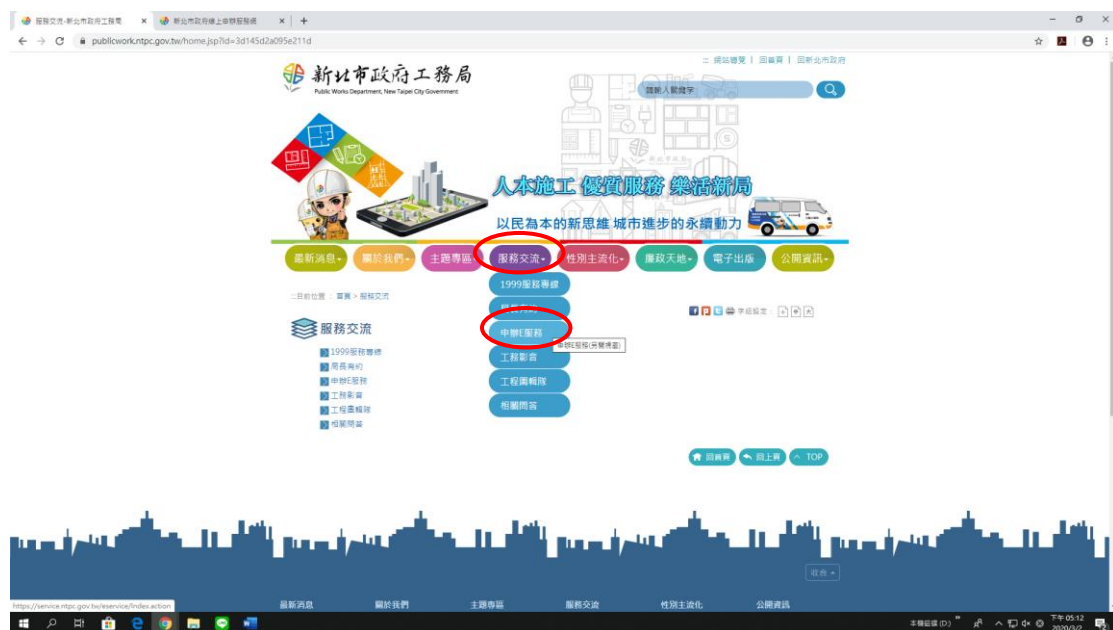 服務交流-新北市政府工務局
新北市政府線上申辦服務網
publicwork.ntpc.gov.tw/home.jsp?id=3d145d2a095e211d
::: 網站導覽 | 回首頁 | 回新北市政府
新北市政府工務局
Public Works Department, New Taipei City Government
請輸入關鍵字
人本施工 優質服務 樂活新局
以民為本的新思維 城市進步的永續動力
最新消息
關於我們
主題專區
服務交流
性別主流化
廉政天地
電子出版
公開資訊
1999服務專線
局長有約
申辦E服務
申辦E服務(另開視窗)
工務影音
工程圖輯隊
相關問答
:::目前位置 : 首頁 > 服務交流
字級設定 :
服務交流
1999服務專線
局長有約
申辦E服務
工務影音
工程圖輯隊
相關問答
回首頁
回上頁
TOP
收合
https://service.ntpc.gov.tw/eservice/Index.action
最新消息
關於我們
主題專區
服務交流
性別主流化
公開資訊
本機磁碟 (D:)
下午 05:12
2020/3/2